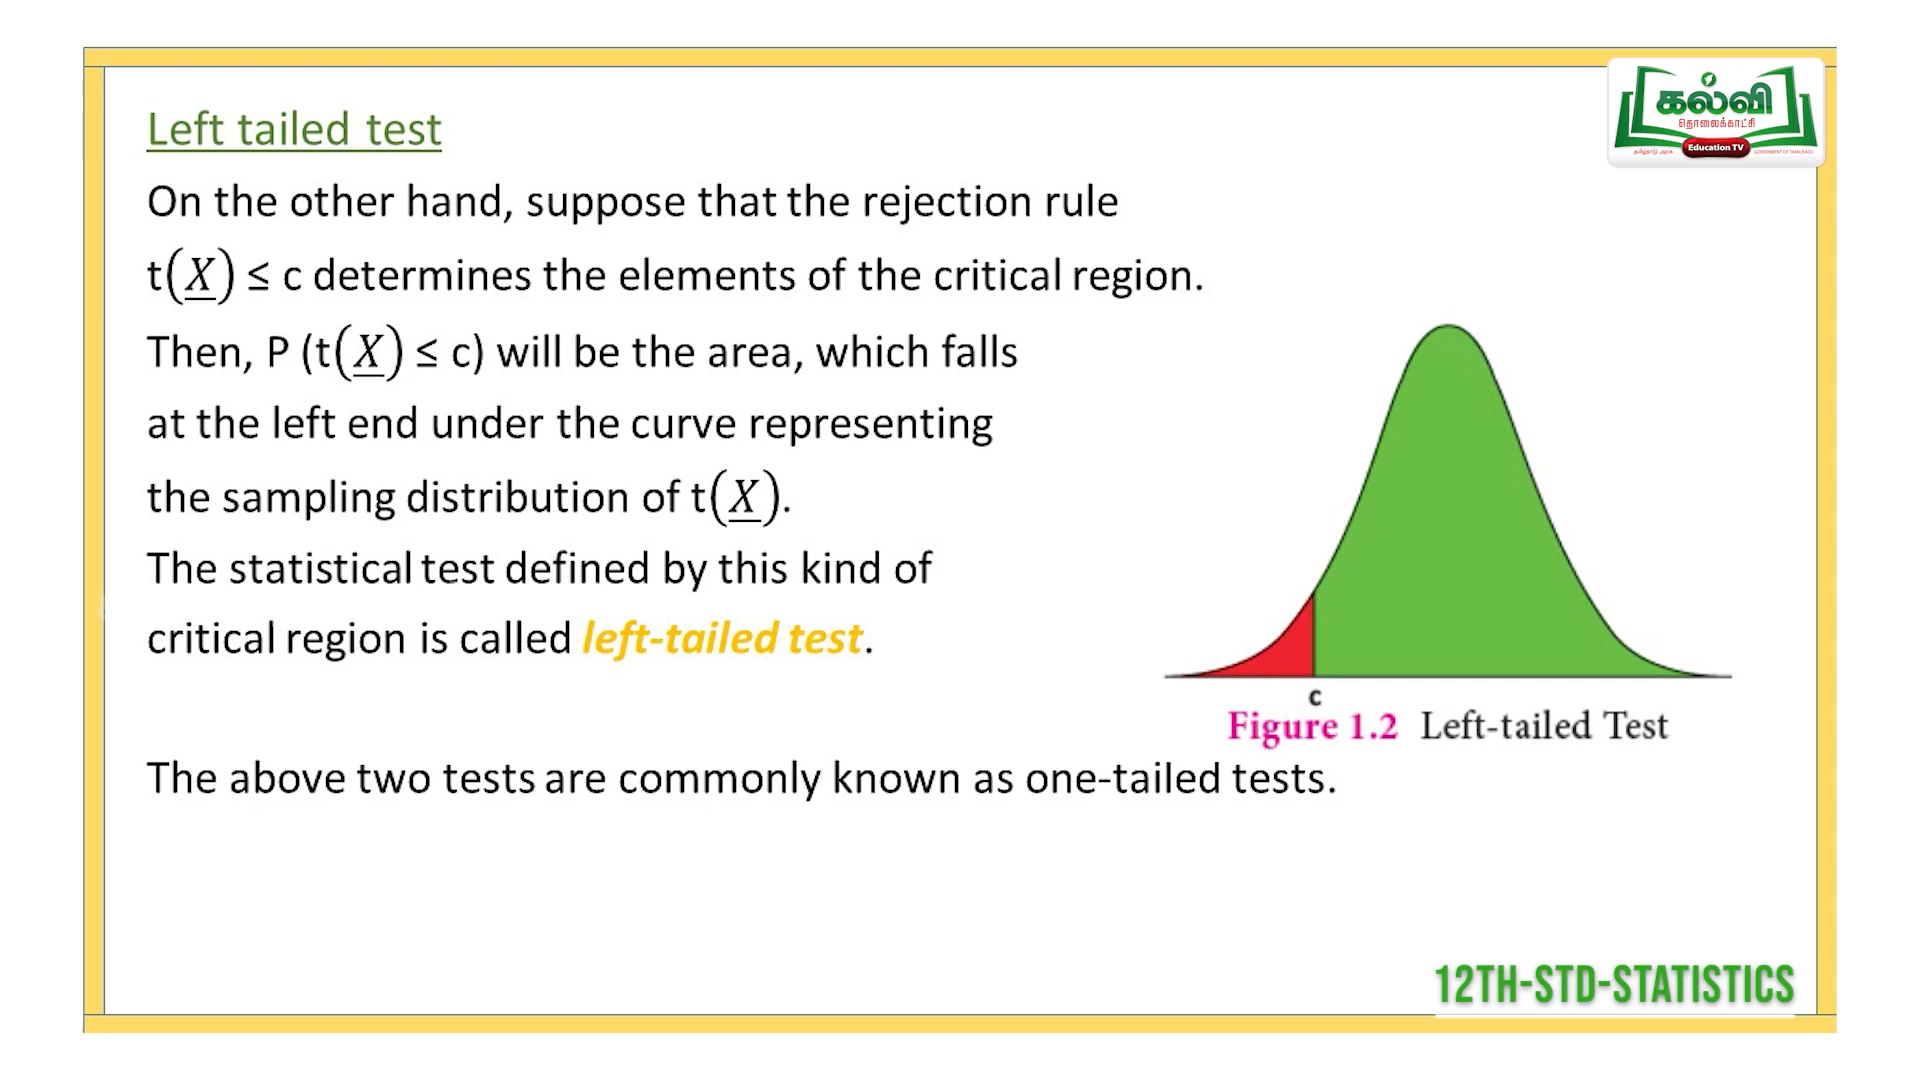 கல்வி
தொலைக்காட்சி
தமிழ்நாடு அரசு Education TV GOVERNMENT OF TAMILNADU
Left tailed test
On the other hand, suppose that the rejection rule
t(X) ≤ c determines the elements of the critical region.
Then, P (t(X) ≤ c) will be the area, which falls
at the left end under the curve representing
the sampling distribution of t(X).
The statistical test defined by this kind of
critical region is called left-tailed test.
c
Figure 1.2 Left-tailed Test
The above two tests are commonly known as one-tailed tests.
12TH-STD-STATISTICS